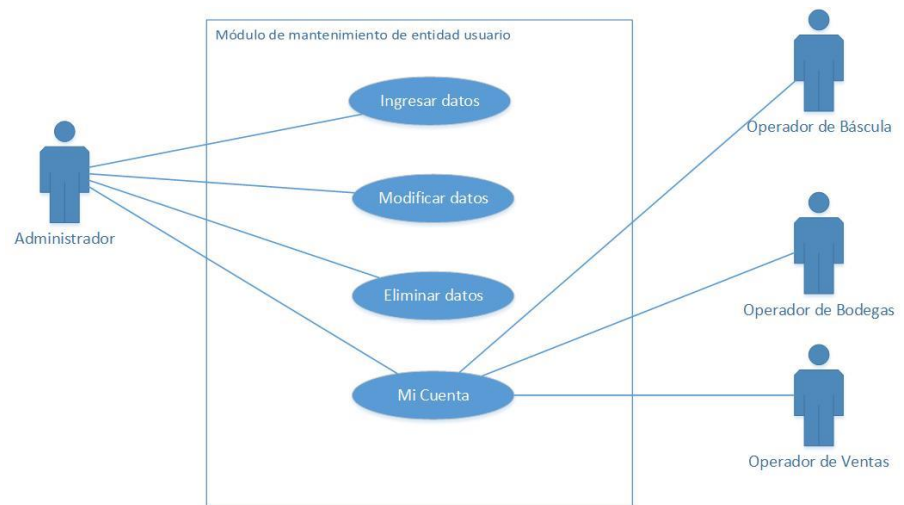 Módulo de mantenimiento de entidad usuario
Ingresar datos
Operador de Báscula
Modificar datos
Administrador
Eliminar datos
Operador de Bodegas
Mi Cuenta
Operador de Ventas